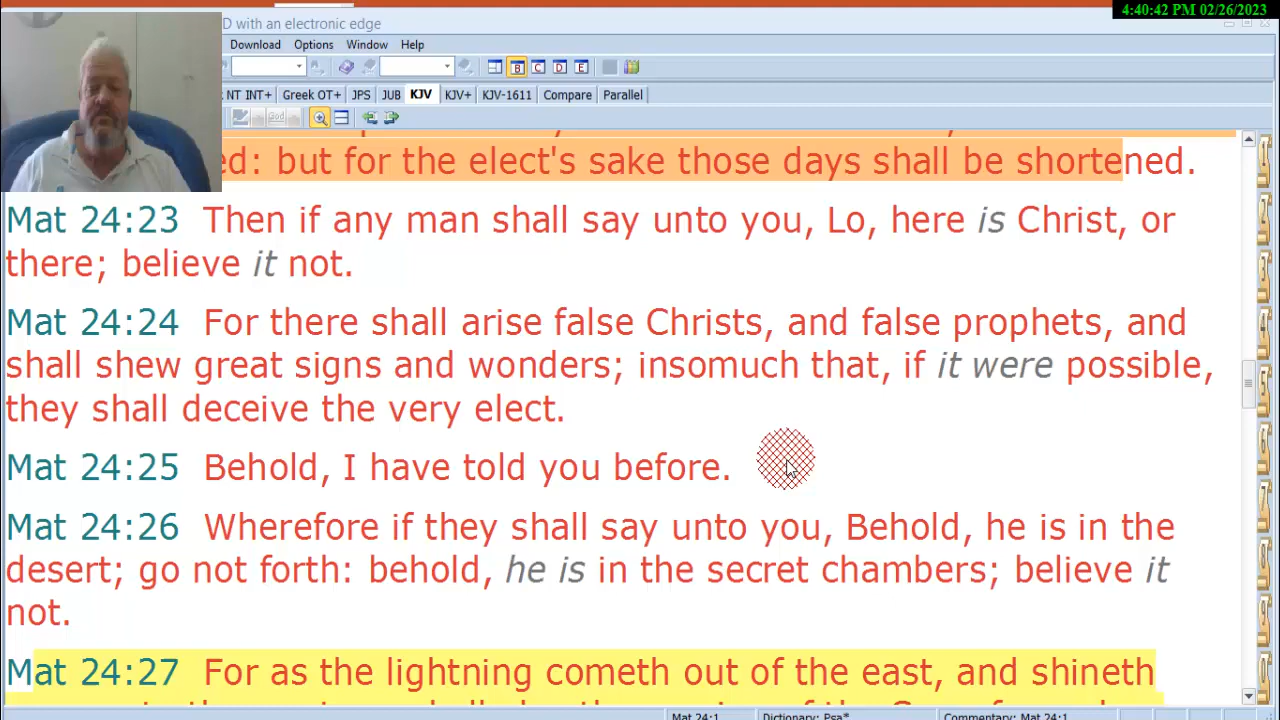 4:40:42 PM 02/26/2023
D with an electronic edge
Download Options Window Help
B C D E
NT INT+ Greek OT+ JPS JUB KJV KJV+ KJV-1611 Compare Parallel
God
ed: but for the elect's sake those days shall be shortened.
Mat 24:23 Then if any man shall say unto you, Lo, here is Christ, or
there; believe it not.
Mat 24:24 For there shall arise false Christs, and false prophets, and
shall shew great signs and wonders; insomuch that, if it were possible,
they shall deceive the very elect.
Mat 24:25 Behold, I have told you before.
Mat 24:26 Wherefore if they shall say unto you, Behold, he is in the
desert; go not forth: behold, he is in the secret chambers; believe it
not.
Mat 24:27 For as the lightning cometh out of the east, and shineth
Mat 24:1 Dictionary: Psa* Commentary: Mat 24:1